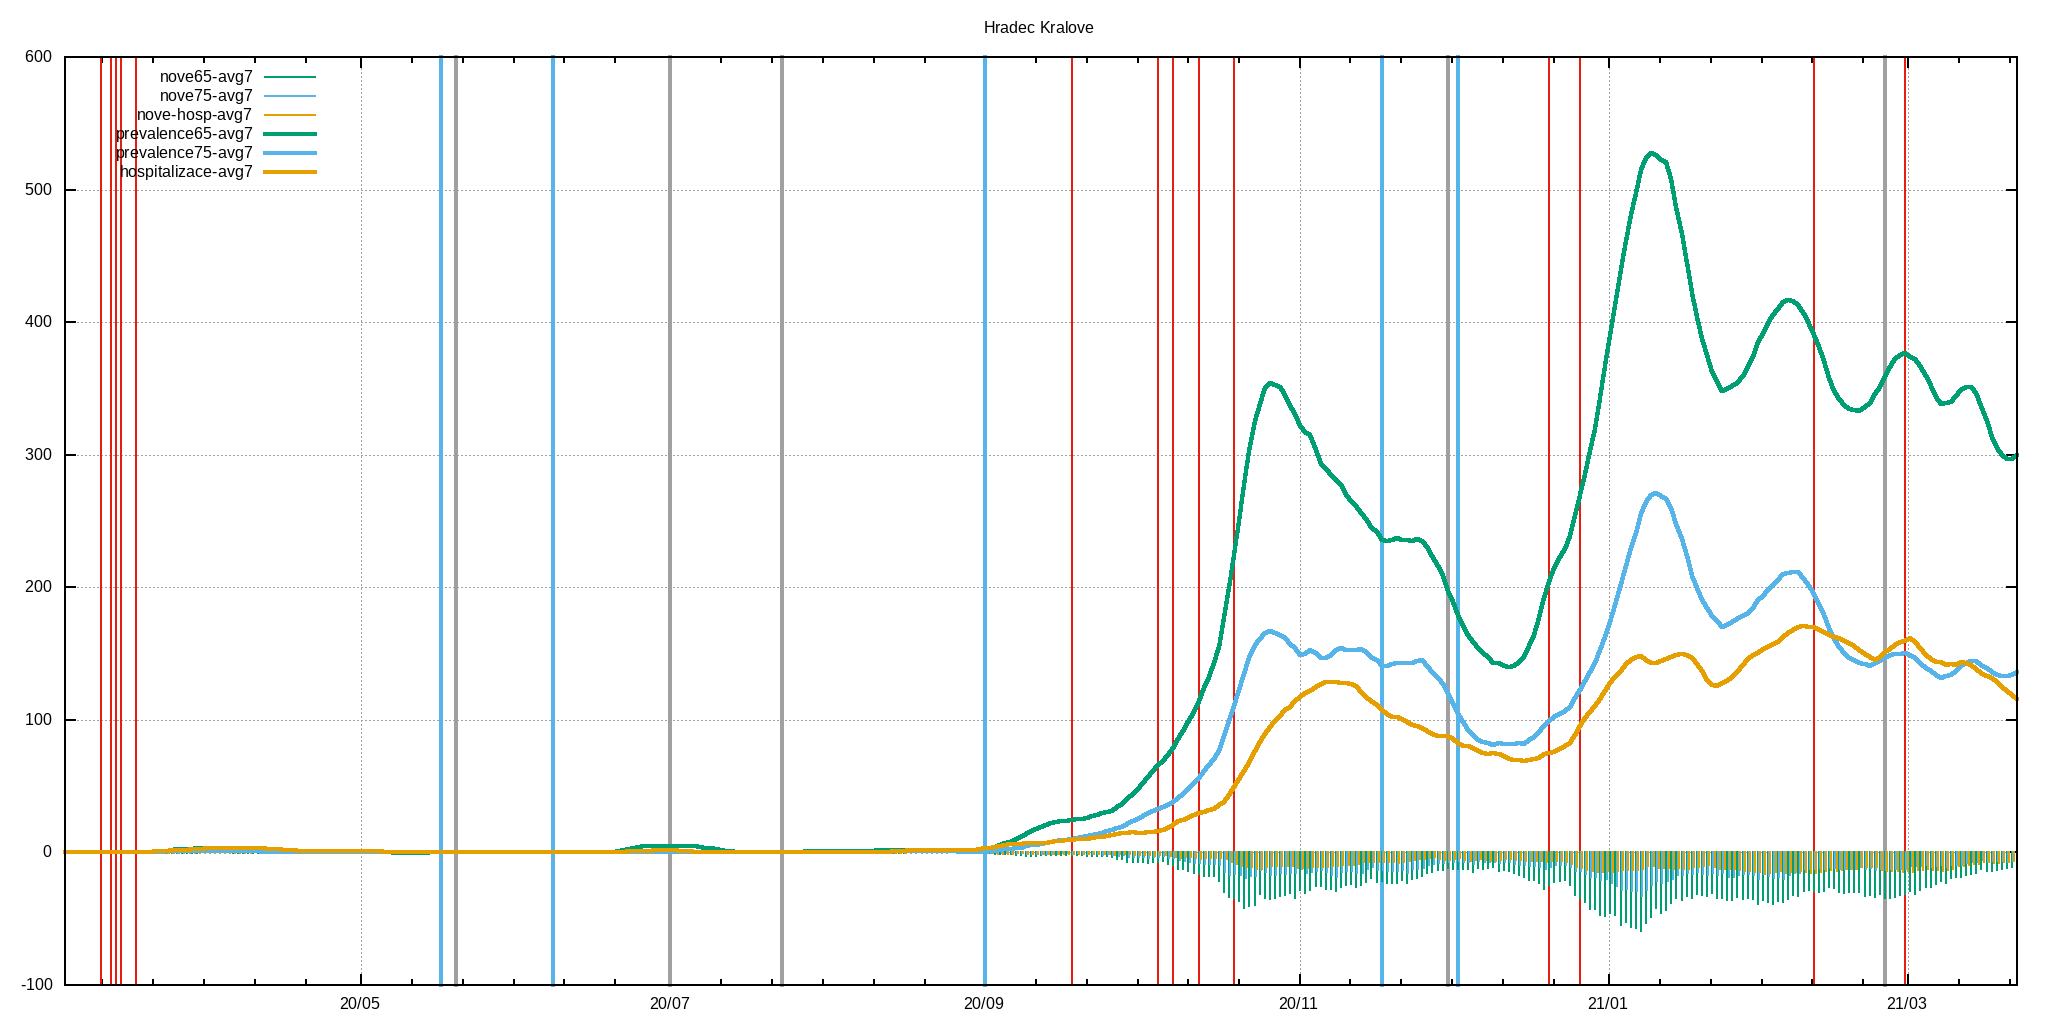 Hradec Kralove
600
nove65-avg7
nove75-avg7
nove-hosp-avg7
prevalence65-avg7
prevalence75-avg7
hospitalizace-avg7
500
400
300
200
100
0
-100
20/05
20/07
20/09
20/11
21/01
21/03